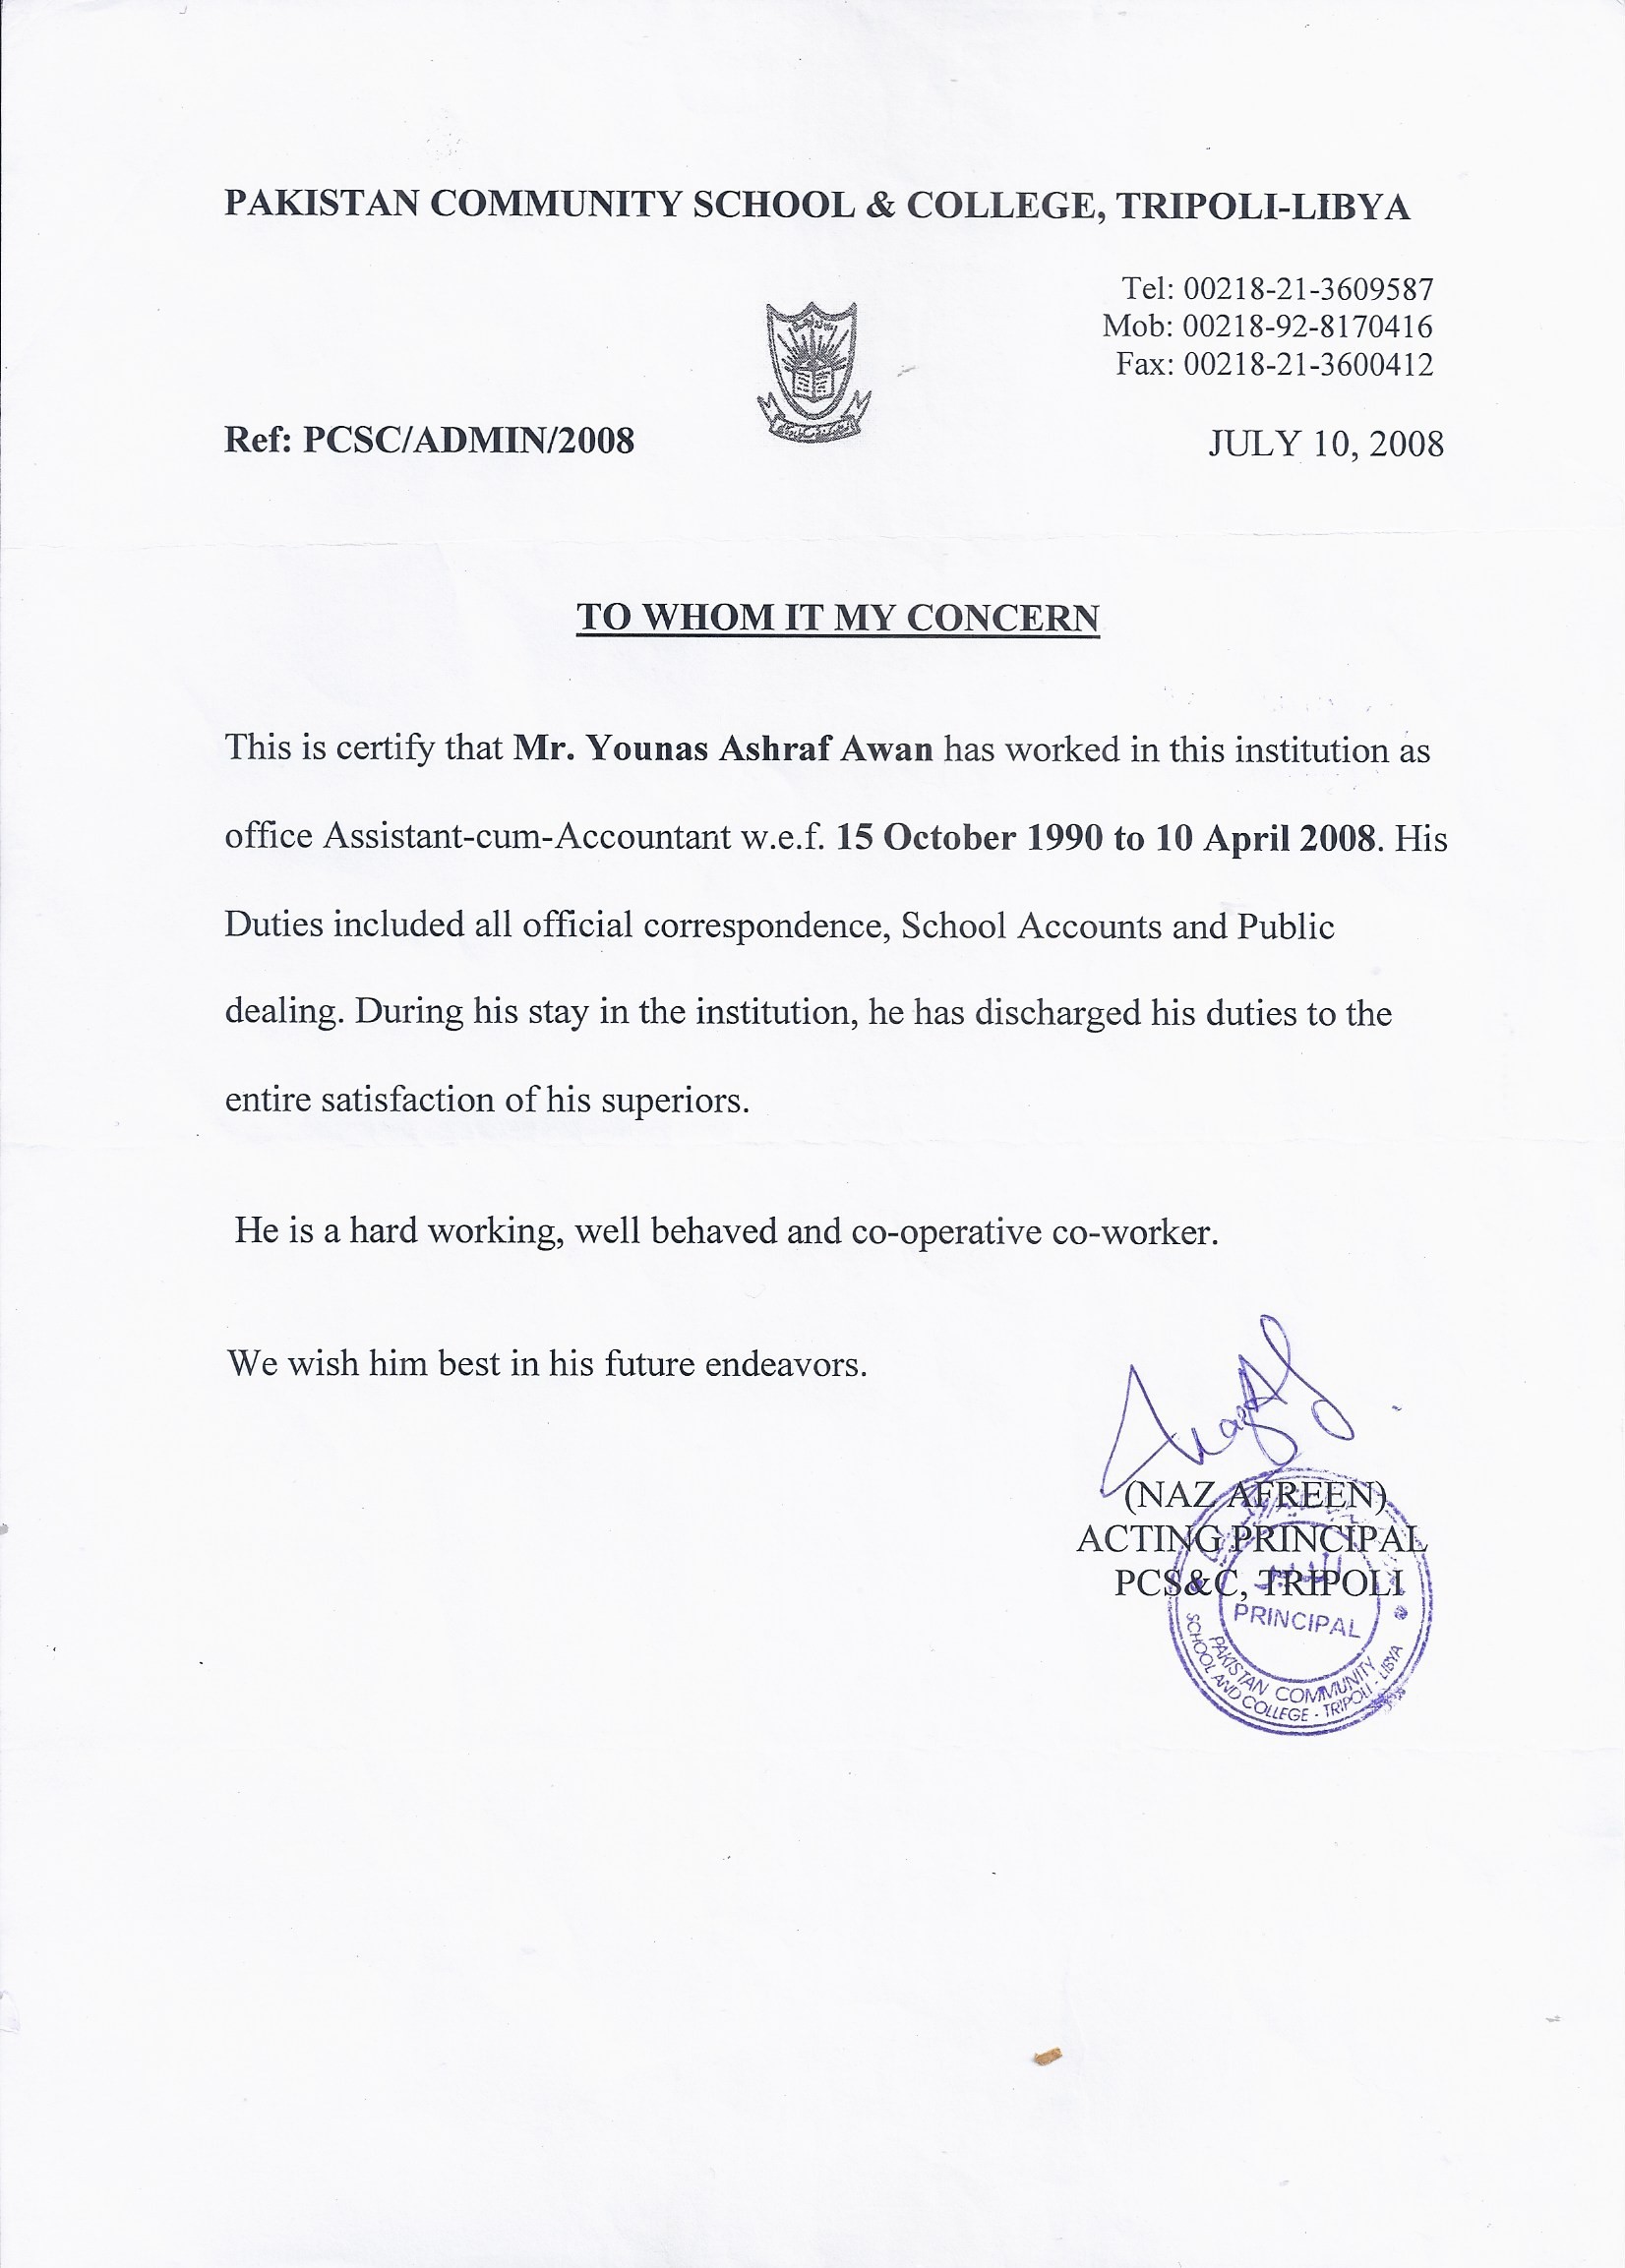 PAKISTAN COMMUNITY SCHOOL & COLLEGE, TRIPOLI-LIBYA
Tel: 00218-21-3609587
Mob: 00218-92-8170416
Fax: 00218-21-3600412
Ref: PCSC/ADMIN/2008
JULY 10, 2008
TO WHOM IT MY CONCERN
This is certify that Mr. Younas Ashraf Awan has worked in this institution as
office Assistant-cum-Accountant w.e.f. 15 October 1990 to 10 April 2008. His
Duties included all official correspondence, School Accounts and Public
dealing. During his stay in the institution, he has discharged his duties to the
entire satisfaction of his superiors.
He is a hard working, well behaved and co-operative co-worker.
We wish him best in his future endeavors.
(NAZ AFREEN)
ACTING PRINCIPAL
PCS&C, TRIPOLI
المدير
PRINCIPAL
PAKISTAN COMMUNITY
SCHOOL AND COLLEGE - TRIPOLI - LIBYA